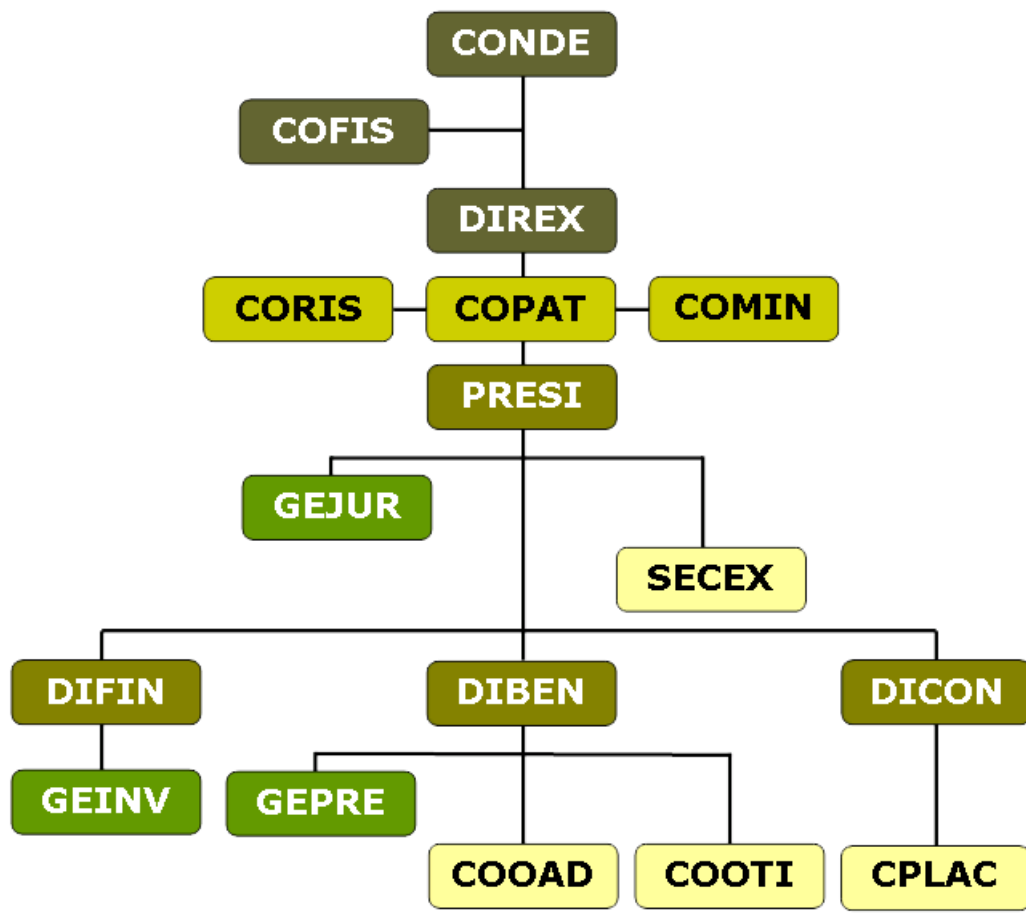 CONDE
COFIS
DIREX
CORIS
COPAT
COMIN
PRESI
GEJUR
SECEX
DIFIN
DIBEN
DICON
GEINV
GEPRE
COOAD
COOTI
CPLAC